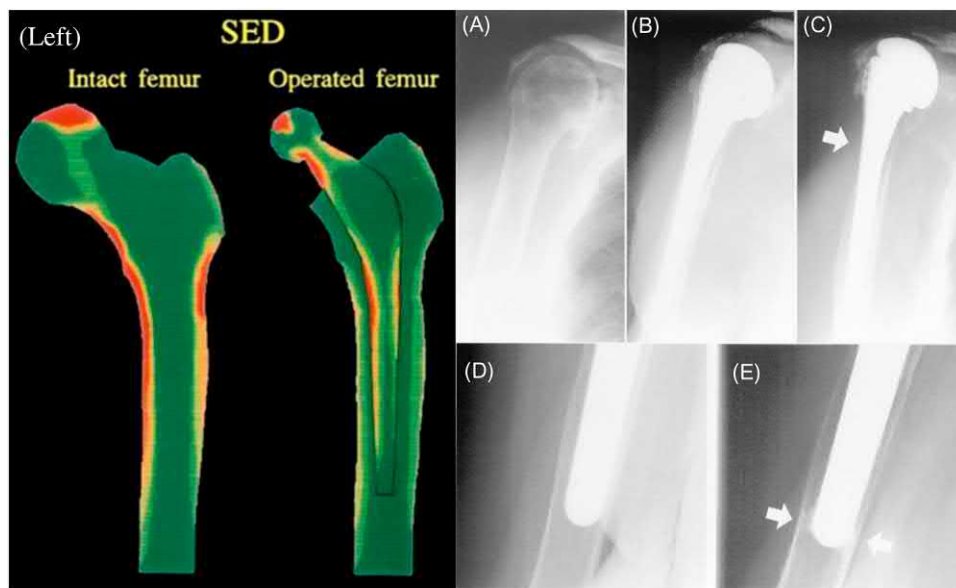 (Left)
SED
Intact femur
Operated femur
(A)
(B)
(C)
(D)
(E)